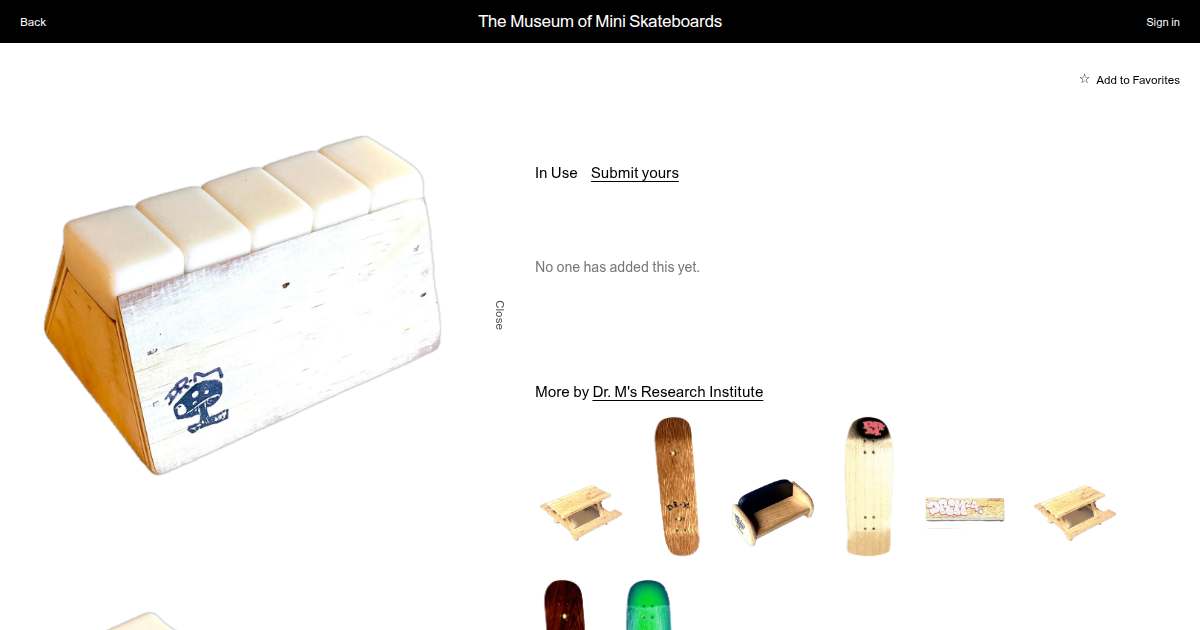 Back
The Museum of Mini Skateboards
Sign in
☆ Add to Favorites
In Use Submit yours
No one has added this yet.
Close
DR-M
More by Dr. M's Research Institute